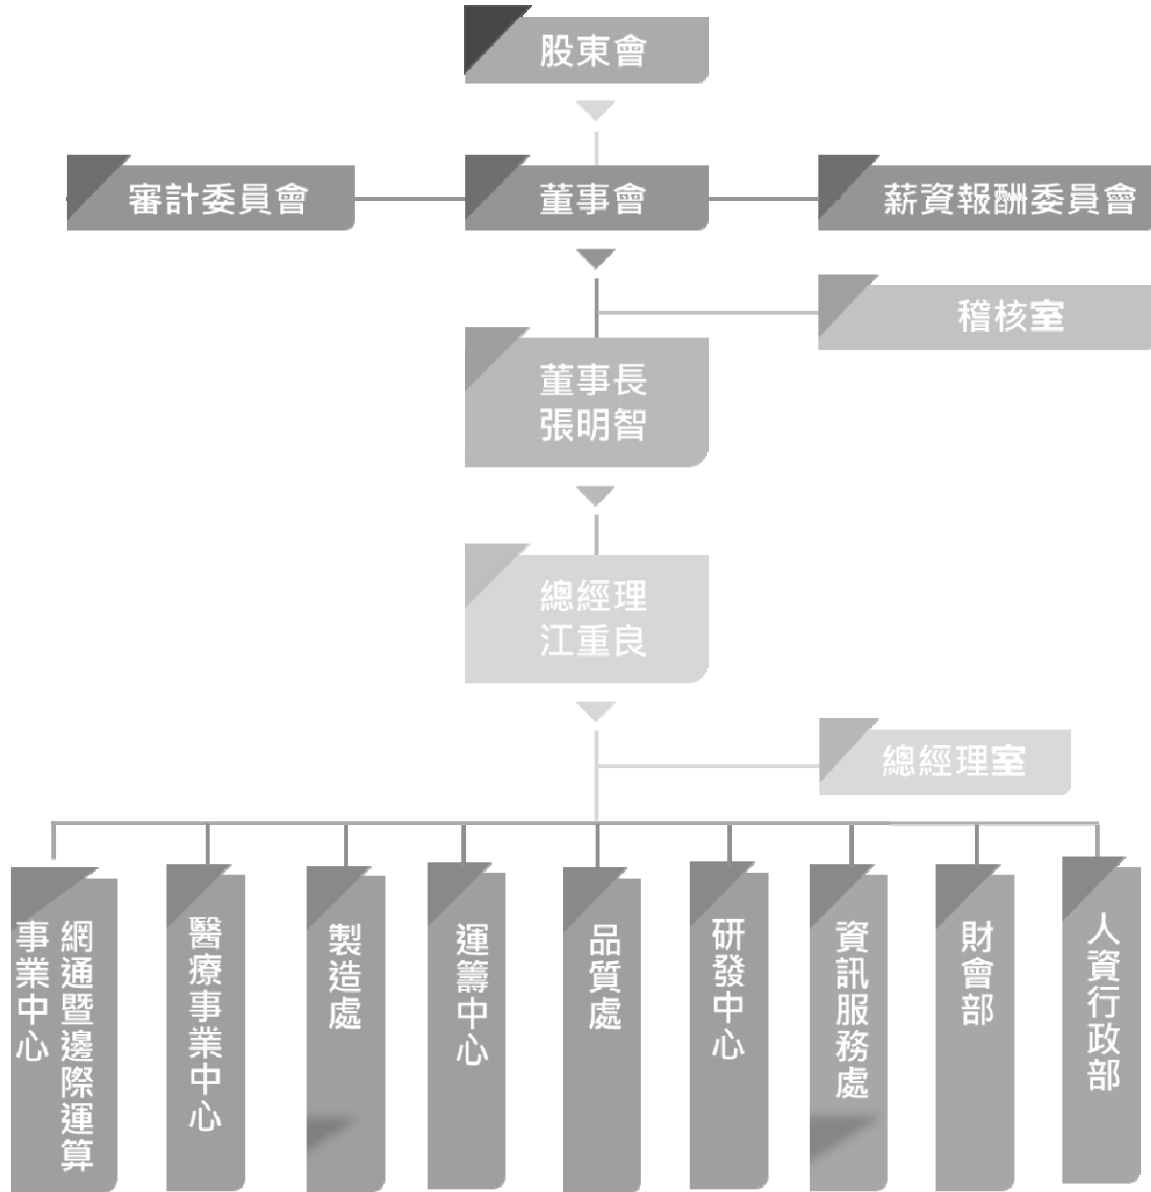 股東會
審計委員會
董事會
薪資報酬委員會
稽核室
董事長
張明智
總經理
江重良
總經理室
網通暨邊際運算
事業中心
醫療事業中心
製造處
運籌中心
品質處
研發中心
資訊服務處
財會部
人資行政部